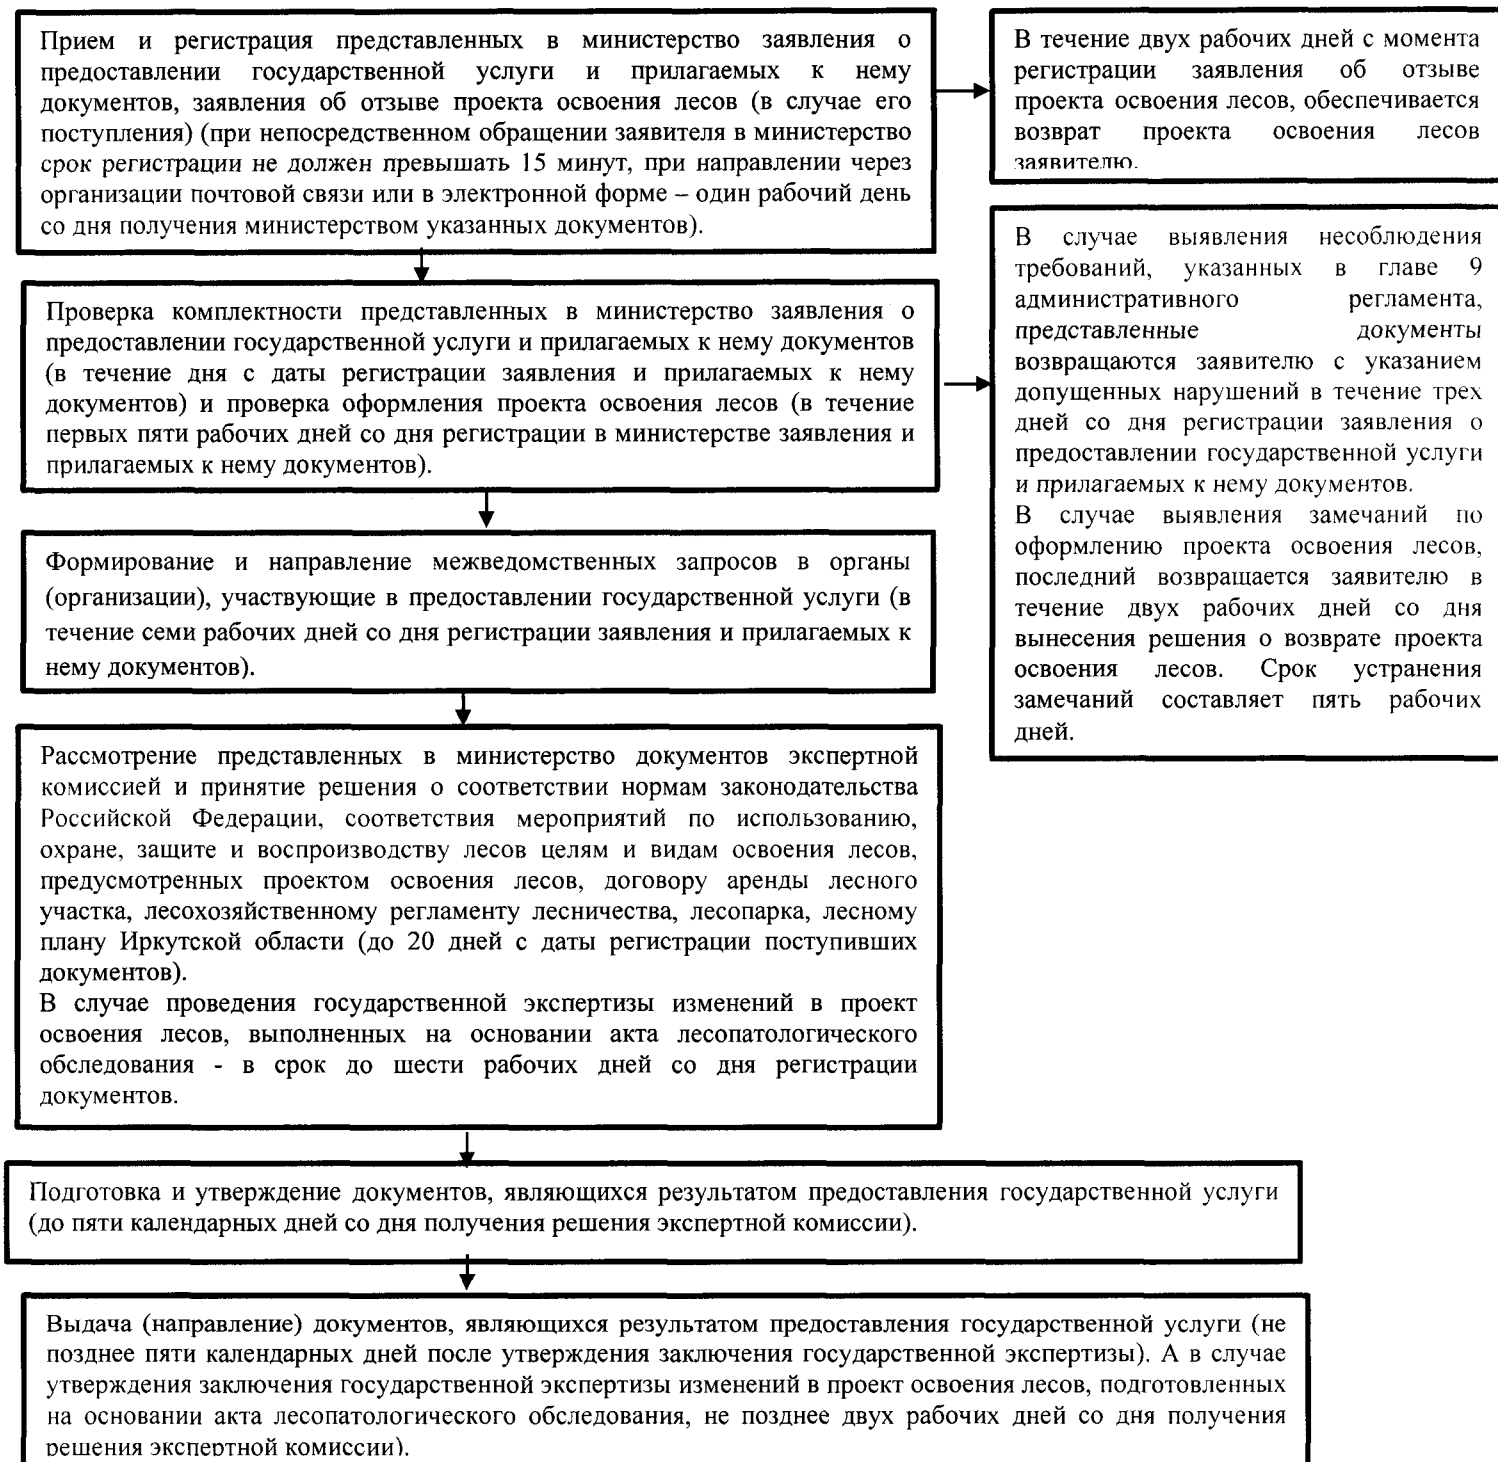 Прием и регистрация представленных в министерство заявления о
предоставлении государственной услуги и прилагаемых к нему
документов, заявления об отзыве проекта освоения лесов (в случае его
поступления) (при непосредственном обращении заявителя в министерство
срок регистрации не должен превышать 15 минут, при направлении через
организации почтовой связи или в электронной форме – один рабочий день
со дня получения министерством указанных документов).
В течение двух рабочих дней с момента
регистрации заявления об отзыве
проекта освоения лесов, обеспечивается
возврат проекта освоения лесов
заявителю.
Проверка комплектности представленных в министерство заявления о
предоставлении государственной услуги и прилагаемых к нему документов
(в течение дня с даты регистрации заявления и прилагаемых к нему
документов) и проверка оформления проекта освоения лесов (в течение
первых пяти рабочих дней со дня регистрации в министерстве заявления и
прилагаемых к нему документов).
В случае выявления несоблюдения
требований, указанных в главе 9
административного регламента,
представленные документы
возвращаются заявителю с указанием
допущенных нарушений в течение трех
дней со дня регистрации заявления о
предоставлении государственной услуги
и прилагаемых к нему документов.
В случае выявления замечаний по
оформлению проекта освоения лесов,
последний возвращается заявителю в
течение двух рабочих дней со дня
вынесения решения о возврате проекта
освоения лесов. Срок устранения
замечаний составляет пять рабочих
дней.
Формирование и направление межведомственных запросов в органы
(организации), участвующие в предоставлении государственной услуги (в
течение семи рабочих дней со дня регистрации заявления и прилагаемых к
нему документов).
Рассмотрение представленных в министерство документов экспертной
комиссией и принятие решения о соответствии нормам законодательства
Российской Федерации, соответствия мероприятий по использованию,
охране, защите и воспроизводству лесов целям и видам освоения лесов,
предусмотренных проектом освоения лесов, договору аренды лесного
участка, лесохозяйственному регламенту лесничества, лесопарка, лесному
плану Иркутской области (до 20 дней с даты регистрации поступивших
документов).
В случае проведения государственной экспертизы изменений в проект
освоения лесов, выполненных на основании акта лесопатологического
обследования - в срок до шести рабочих дней со дня регистрации
документов.
Подготовка и утверждение документов, являющихся результатом предоставления государственной услуги
(до пяти календарных дней со дня получения решения экспертной комиссии).
Выдача (направление) документов, являющихся результатом предоставления государственной услуги (не
позднее пяти календарных дней после утверждения заключения государственной экспертизы). А в случае
утверждения заключения государственной экспертизы изменений в проект освоения лесов, подготовленных
на основании акта лесопатологического обследования, не позднее двух рабочих дней со дня получения
решения экспертной комиссии).